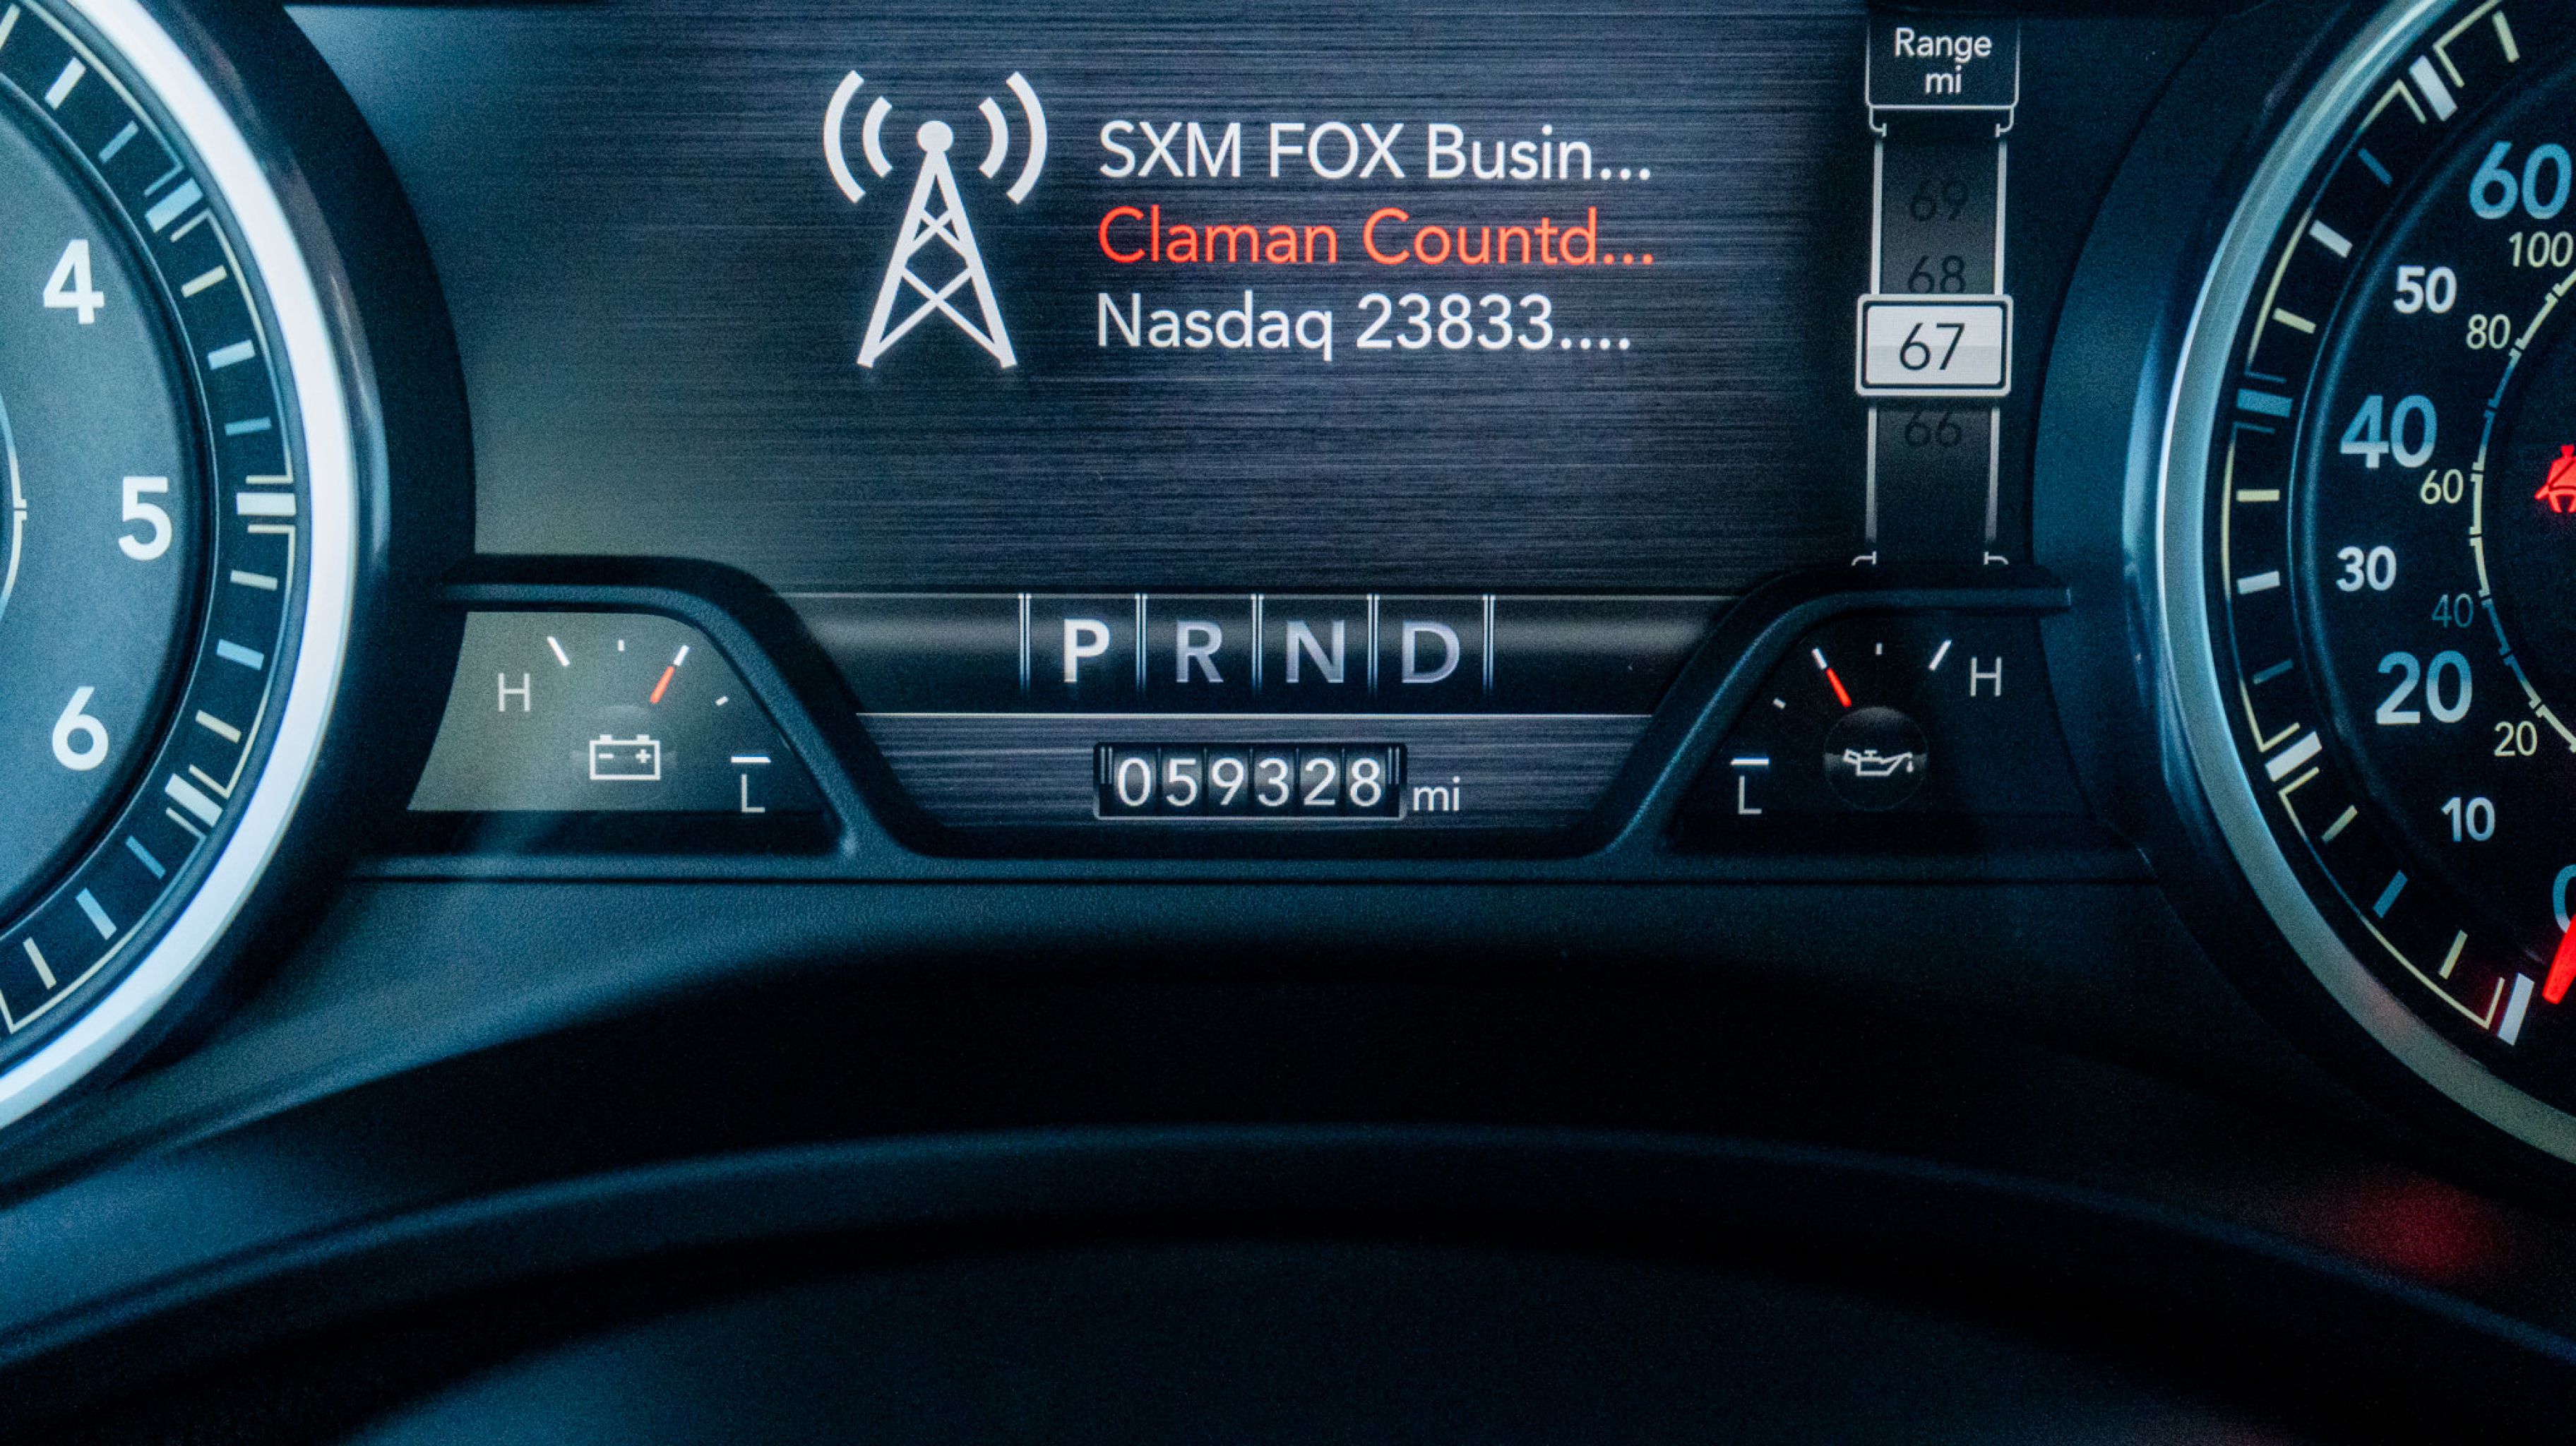 4
5
6
SXM FOX Busin...
Claman Countd...
Nasdaq 23833....
Range
mi
69
68
67
66
P R N D
059328 mi
H
L
L
H
60
100
50
80
40
60
30
40
20
20
10
0